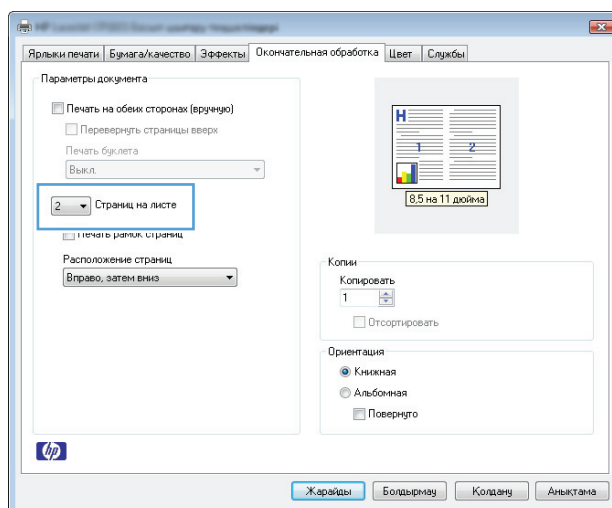 Ярлыки печати Бумага/качество Эффекты Окончательная обработка Цвет Службы
Параметры документа
Печать на обеих сторонах (вручную)
Перевернуть страницы вверх
Печать буклета
Выкл.
2 Страниц на листе
Печать рамок страниц
Расположение страниц
Вправо, затем вниз
H
1 2
8,5 на 11 дюйма
Копии
Копировать
1
Отсортировать
Ориентация
Книжная
Альбомная
Повернуто
hp
Жарайды Болдырмау Қолдану Анықтама